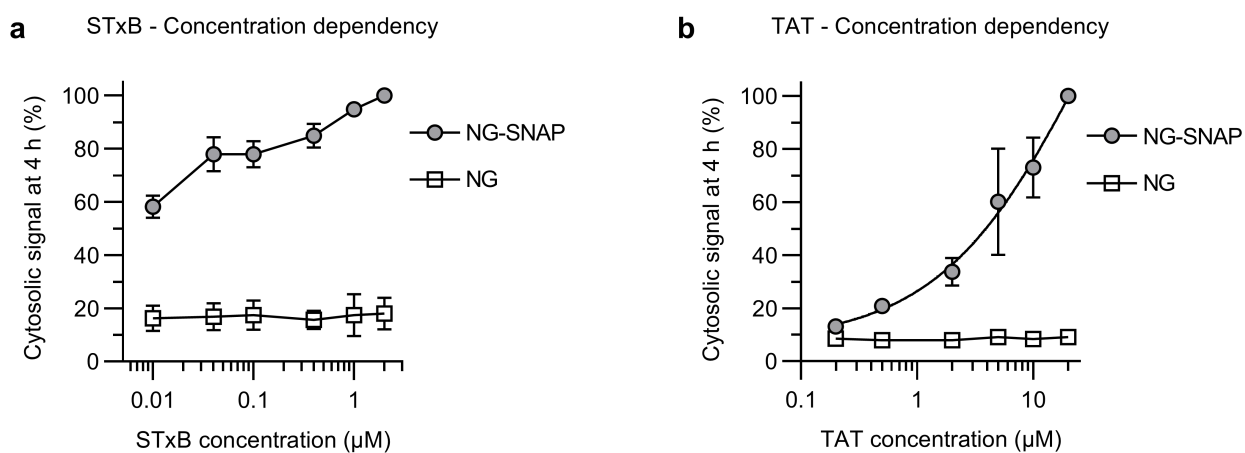 a
STxB - Concentration dependency
Cytosolic signal at 4 h (%)
100
80
60
40
20
0
0.01
0.1
1
STxB concentration (µM)
NG-SNAP
NG
b
TAT - Concentration dependency
Cytosolic signal at 4 h (%)
100
80
60
40
20
0
0.1
1
10
TAT concentration (µM)
NG-SNAP
NG